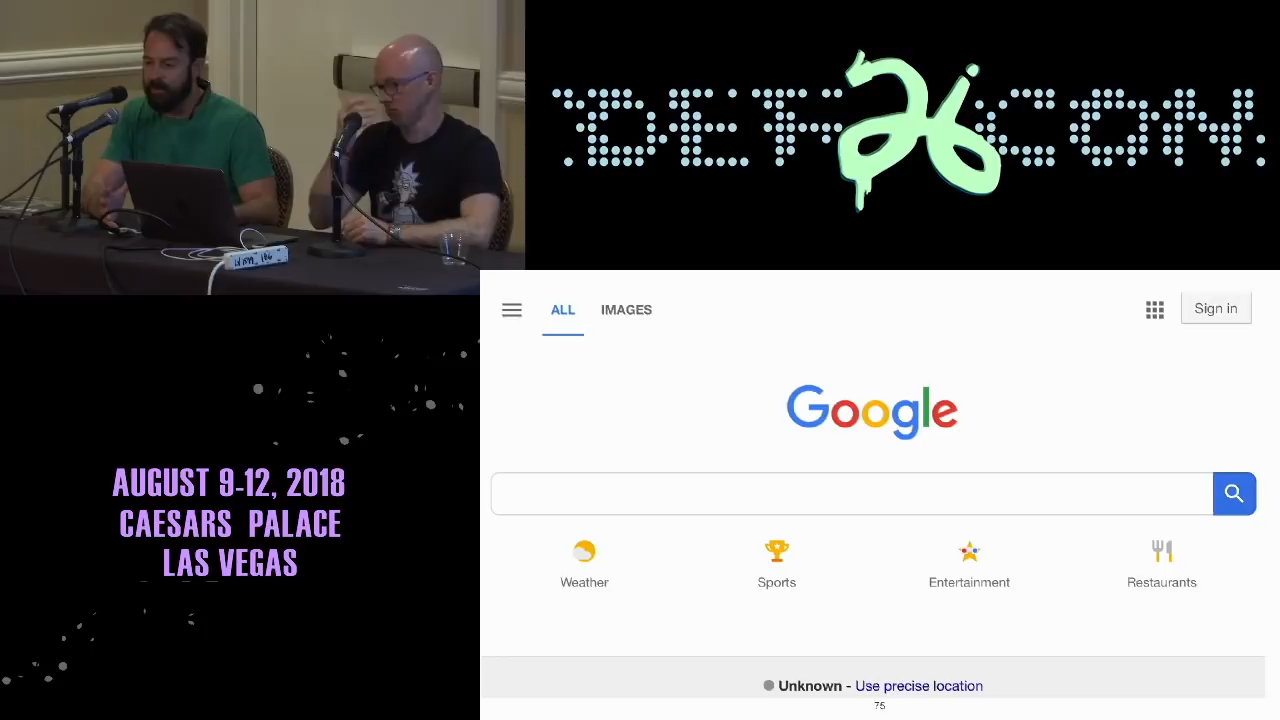 DEF 26 CON
ALL IMAGES
Sign in
Google
Weather Sports Entertainment Restaurants
Unknown - Use precise location
75
AUGUST 9-12, 2018
CAESARS PALACE
LAS VEGAS